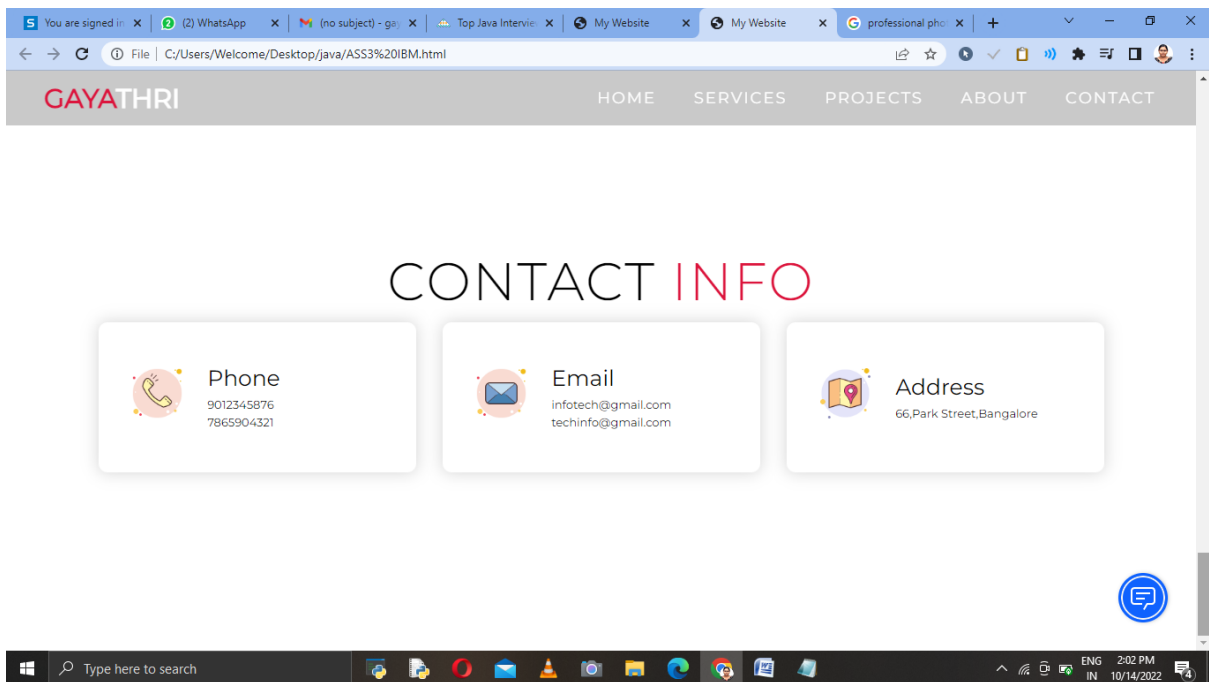 You are signed in
(2) WhatsApp
(no subject) - gay
Top Java Intervie
My Website
My Website
professional pho
File
C:/Users/Welcome/Desktop/java/ASS3%20IBM.html
GAYATHRI
HOME SERVICES PROJECTS ABOUT CONTACT
CONTACT INFO
Phone
9012345876
7865904321
Email
infotech@gmail.com
techinfo@gmail.com
Address
66,Park Street,Bangalore
Type here to search
ENG
IN
2:02 PM
10/14/2022
4